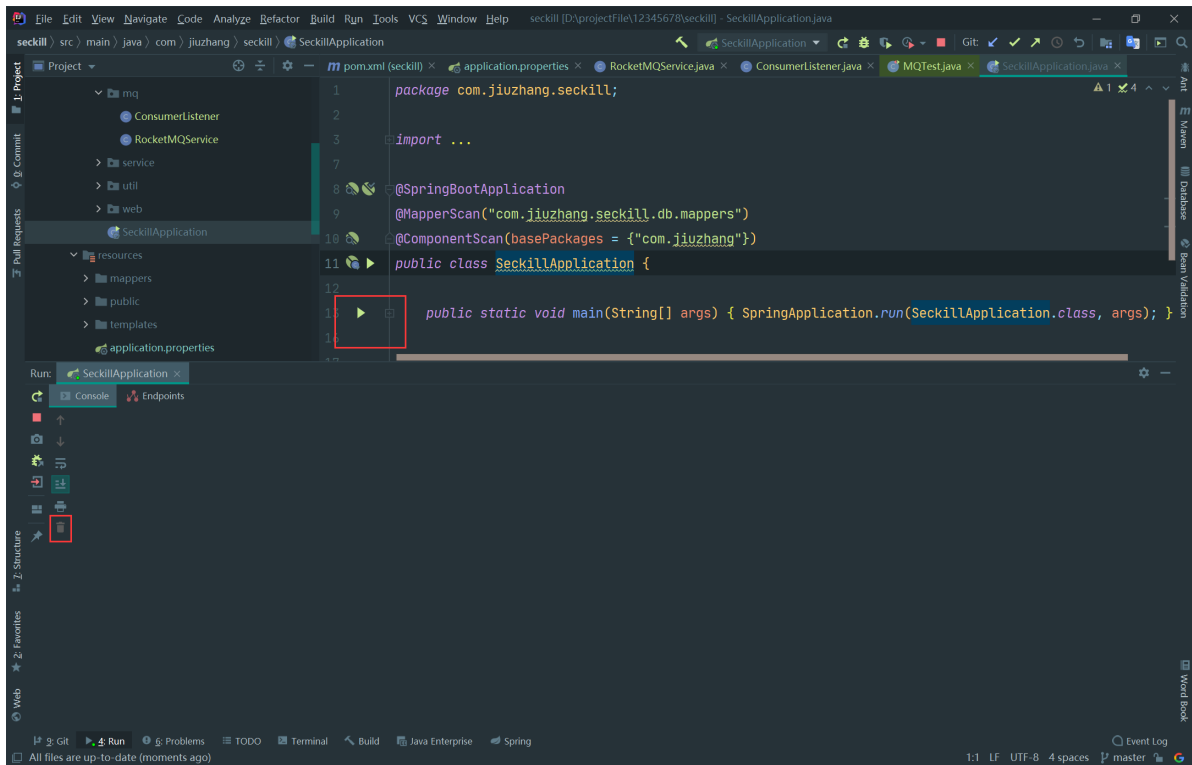 File Edit View Navigate Code Analyze Refactor Build Run Tools VCS Window Help seckill [D:\projectFile\12345678\seckill] - SeckillApplication.java
seckill > src > main > java > com > jiuzhang > seckill > SeckillApplication
SeckillApplication Git:
1: Project
Project
m pom.xml (seckill) application.properties RocketMQService.java ConsumerListener.java MQTest.java SeckillApplication.java
Ant
mq
1 package com.jiuzhang.seckill;
1 4
ConsumerListener
2
RocketMQService
3 import ...
service
7
util
8 @SpringBootApplication
web
9 @MapperScan("com.jiuzhang.seckill.db.mappers")
SeckillApplication
10 @ComponentScan(basePackages = {"com.jiuzhang"})
resources
11 public class SeckillApplication {
mappers
12
public
13 public static void main(String[] args) { SpringApplication.run(SeckillApplication.class, args); }
templates
16
application.properties
17
0: Commit
Pull Requests
Maven
Database
Bean Validation
Run: SeckillApplication
Console Endpoints
7: Structure
2: Favorites
Web
Word Book
9: Git 4: Run 6: Problems TODO Terminal Build Java Enterprise Spring Event Log
All files are up-to-date (moments ago) 1:1 LF UTF-8 4 spaces master